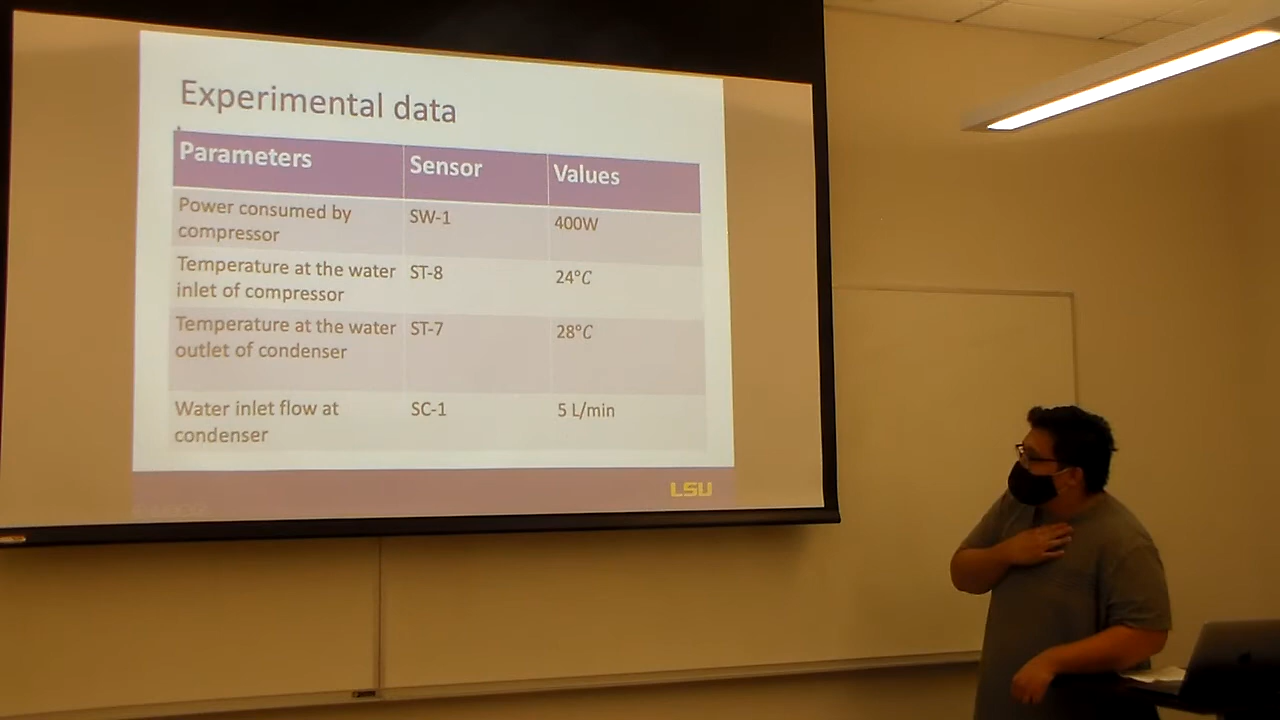 Experimental data
Parameters Sensor Values
Power consumed by
compressor
SW-1 400W
Temperature at the water
inlet of compressor
ST-8 24°C
Temperature at the water
outlet of condenser
ST-7 28°C
Water inlet flow at
condenser
SC-1 5 L/min
LSU